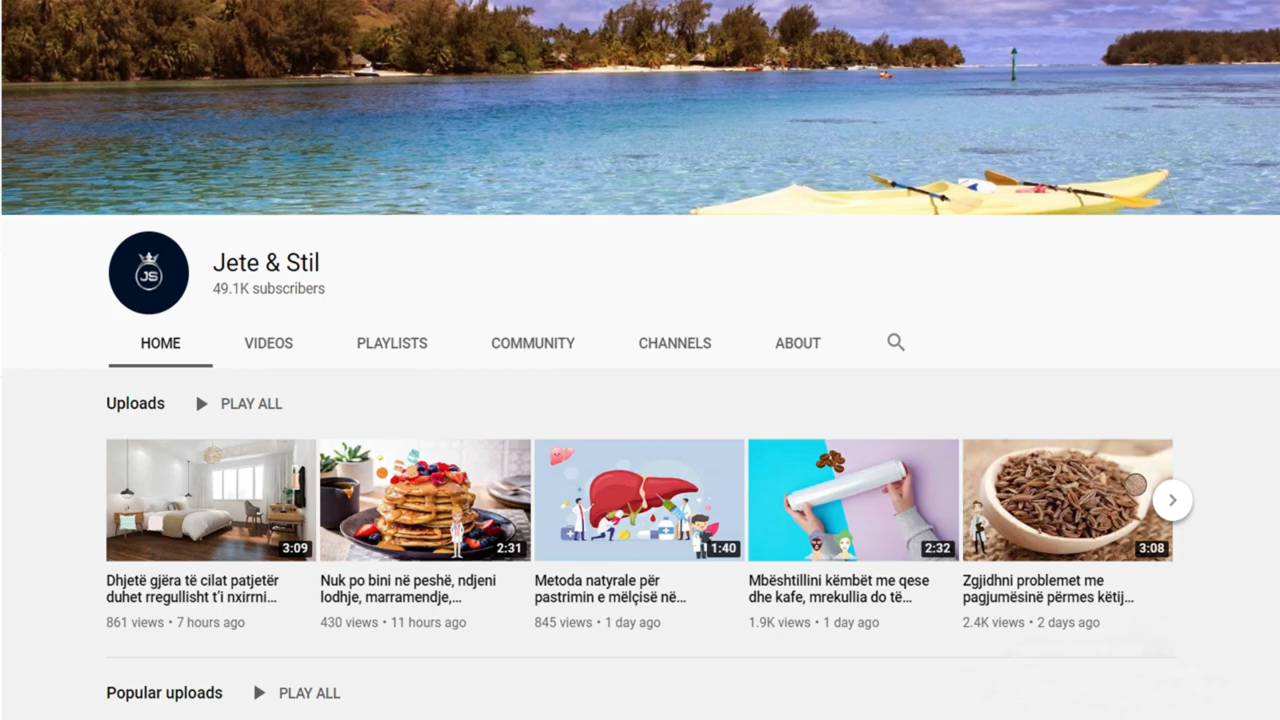 JS
Jete & Stil
49.1K subscribers
HOME VIDEOS PLAYLISTS COMMUNITY CHANNELS ABOUT
Uploads PLAY ALL
3:09 2:31 1:40 2:32 3:08
Dhjetë gjëra të cilat patjetër
duhet rregullisht t'i nxirrni...
861 views • 7 hours ago
Nuk po bini në peshë, ndjeni
lodhje, marramendje,...
430 views • 11 hours ago
Metoda natyrale për
pastrimin e mëlçisë në...
845 views • 1 day ago
Mbështillini këmbët me qese
dhe kafe, mrekullia do të...
1.9K views • 1 day ago
Zgjidhni problemet me
pagjumësinë përmes këtij...
2.4K views • 2 days ago
Popular uploads PLAY ALL